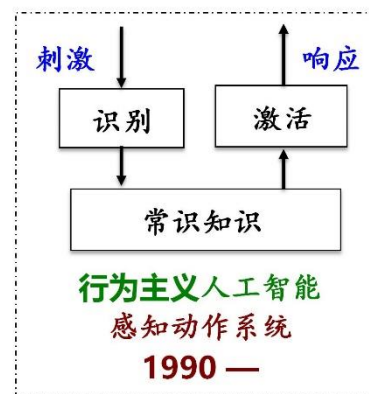 刺激 响应
识别 激活
常识知识
行为主义人工智能
感知动作系统
1990 —